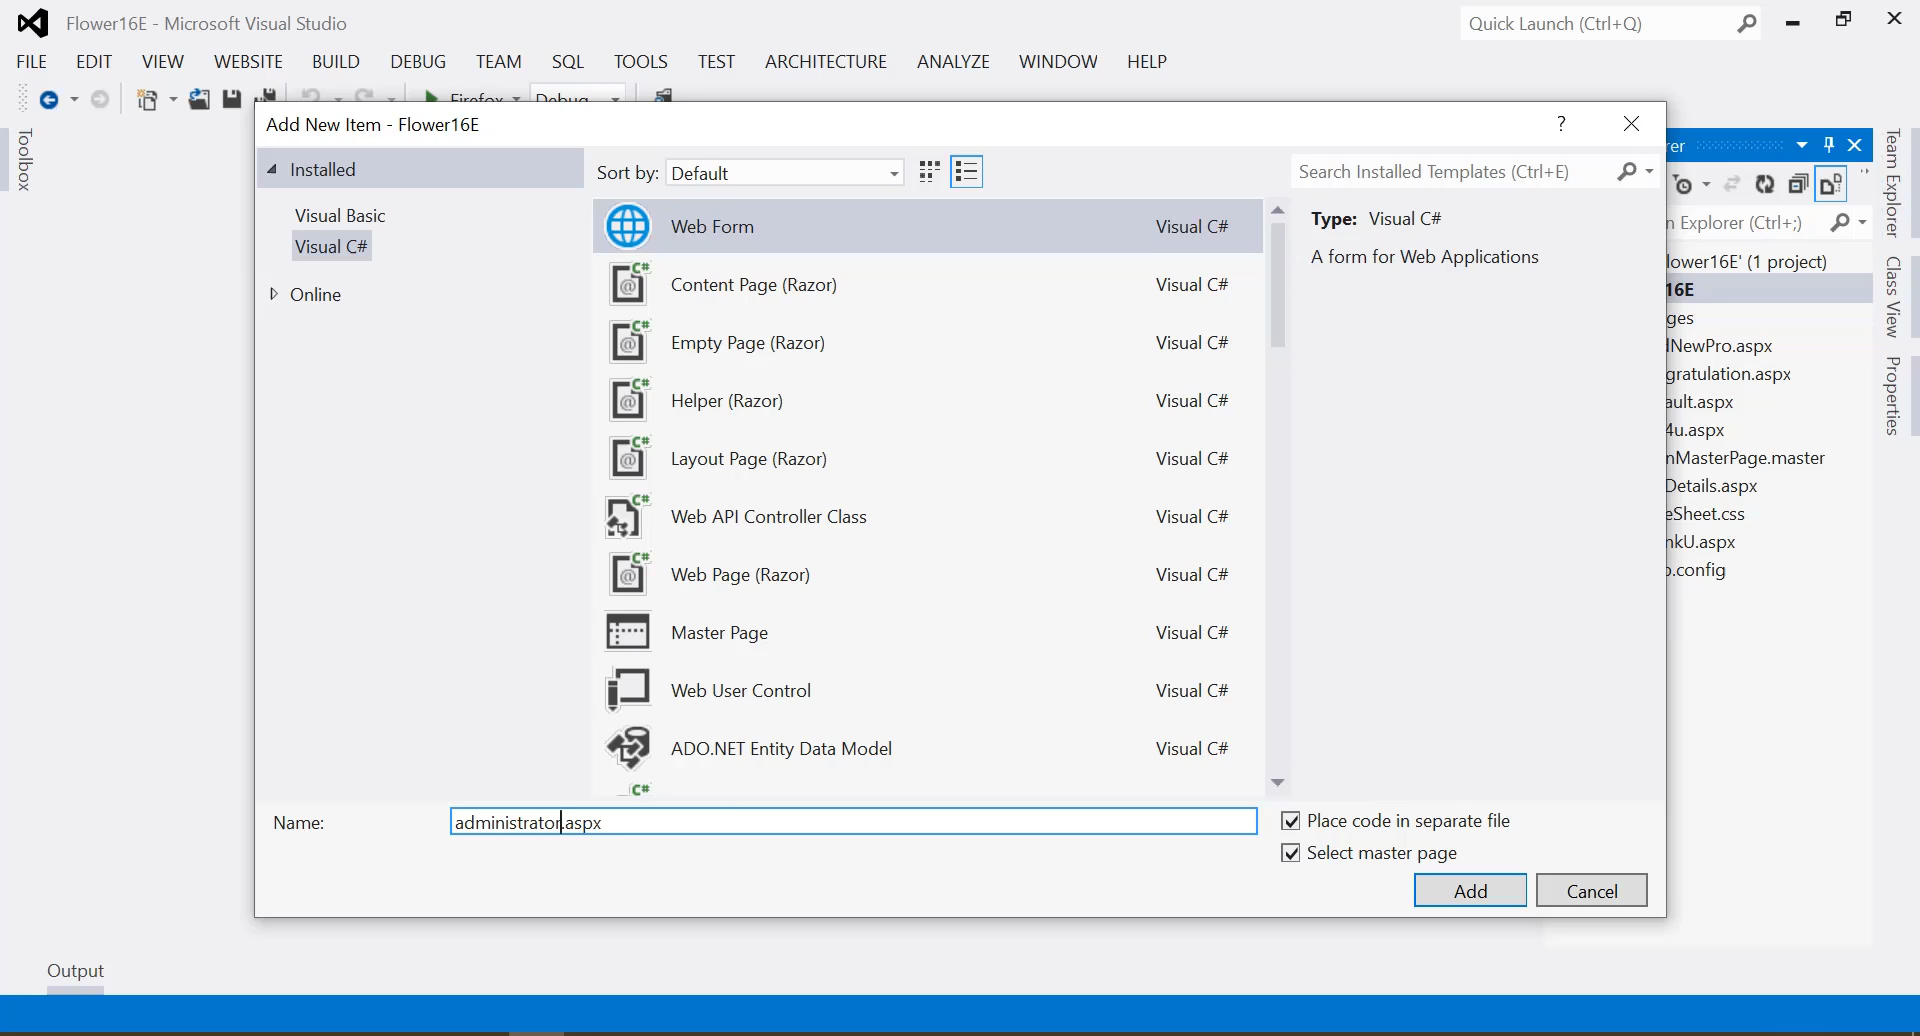 Flower16E - Microsoft Visual Studio
Quick Launch (Ctrl+Q)
FILE EDIT VIEW WEBSITE BUILD DEBUG TEAM SQL TOOLS TEST ARCHITECTURE ANALYZE WINDOW HELP
Firefox Debug
Toolbox
Add New Item - Flower16E
?
Installed
Visual Basic
Visual C#
Online
Sort by: Default
Search Installed Templates (Ctrl+E)
Web Form Visual C#
Content Page (Razor) Visual C#
Empty Page (Razor) Visual C#
Helper (Razor) Visual C#
Layout Page (Razor) Visual C#
Web API Controller Class Visual C#
Web Page (Razor) Visual C#
Master Page Visual C#
Web User Control Visual C#
ADO.NET Entity Data Model Visual C#
C#
Type: Visual C#
A form for Web Applications
Name: administrator.aspx
Place code in separate file
Select master page
Add Cancel
rer
n Explorer (Ctrl+;)
lower16E' (1 project)
16E
ges
dNewPro.aspx
gratulation.aspx
ault.aspx
4u.aspx
nMasterPage.master
Details.aspx
eSheet.css
nkU.aspx
b.config
Team Explorer
Class View
Properties
Output